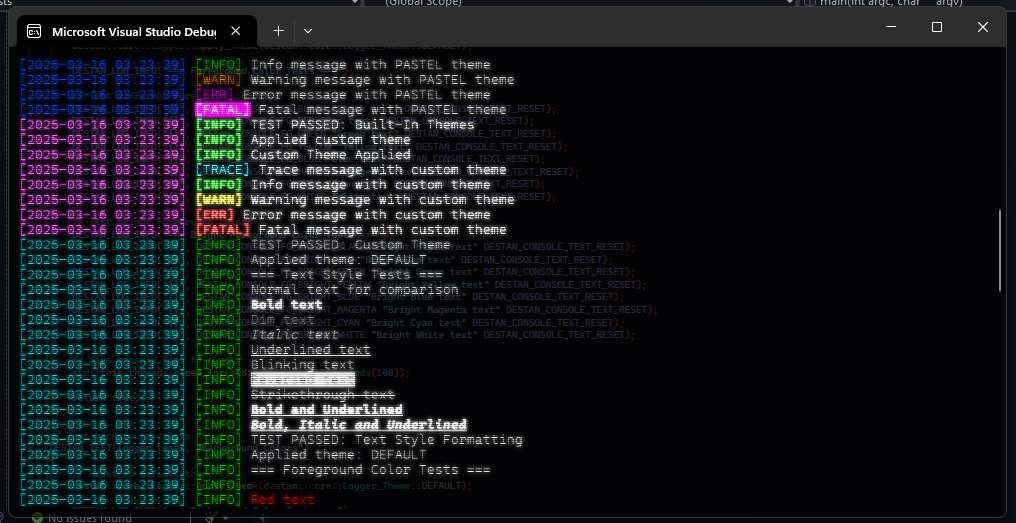 (Global Scope)
main(int argc, char** argv)
Microsoft Visual Studio Debug
[2025-03-16 03:23:39] [INFO] Info message with PASTEL theme
[2025-03-16 03:23:39] [WARN] Warning message with PASTEL theme
[2025-03-16 03:23:39] [ERR] Error message with PASTEL theme
[2025-03-16 03:23:39] [FATAL] Fatal message with PASTEL theme
[2025-03-16 03:23:39] [INFO] TEST PASSED: Built-In Themes
[2025-03-16 03:23:39] [INFO] Applied custom theme
[2025-03-16 03:23:39] [INFO] Custom Theme Applied
[2025-03-16 03:23:39] [TRACE] Trace message with custom theme
[2025-03-16 03:23:39] [INFO] Info message with custom theme
[2025-03-16 03:23:39] [WARN] Warning message with custom theme
[2025-03-16 03:23:39] [ERR] Error message with custom theme
[2025-03-16 03:23:39] [FATAL] Fatal message with custom theme
[2025-03-16 03:23:39] [INFO] TEST PASSED: Custom Theme
[2025-03-16 03:23:39] [INFO] Applied theme: DEFAULT
[2025-03-16 03:23:39] [INFO] === Text Style Tests ===
[2025-03-16 03:23:39] [INFO] Normal text for comparison
[2025-03-16 03:23:39] [INFO] Bold text
[2025-03-16 03:23:39] [INFO] Dim text
[2025-03-16 03:23:39] [INFO] Italic text
[2025-03-16 03:23:39] [INFO] Underlined text
[2025-03-16 03:23:39] [INFO] Blinking text
[2025-03-16 03:23:39] [INFO]
[2025-03-16 03:23:39] [INFO] Strikethrough text
[2025-03-16 03:23:39] [INFO] Bold and Underlined
[2025-03-16 03:23:39] [INFO] Bold, Italic and Underlined
[2025-03-16 03:23:39] [INFO] TEST PASSED: Text Style Formatting
[2025-03-16 03:23:39] [INFO] Applied theme: DEFAULT
[2025-03-16 03:23:39] [INFO] === Foreground Color Tests ===
[2025-03-16 03:23:39] [INFO] Red text
No issues found